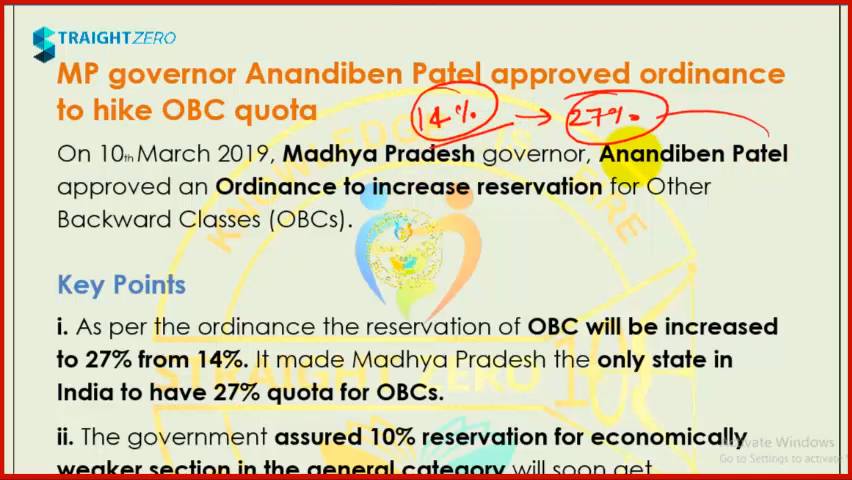 STRAIGHTZERO
MP governor Anandiben Patel approved ordinance
to hike OBC quota
14% → 27%
On 10th March 2019, Madhya Pradesh governor, Anandiben Patel
approved an Ordinance to increase reservation for Other
Backward Classes (OBCs).
Key Points
i. As per the ordinance the reservation of OBC will be increased
to 27% from 14%. It made Madhya Pradesh the only state in
India to have 27% quota for OBCs.
ii. The government assured 10% reservation for economically
weaker section in the general category will soon get
KNOWLEDGE IS
STRAIGHT ZERO
Activate Windows
Go to Settings to activate